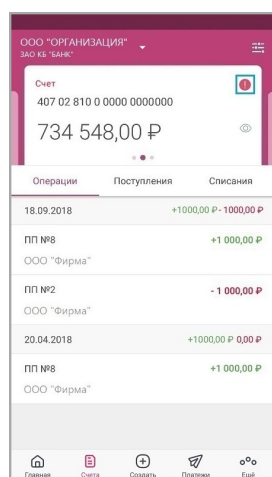 ООО "ОРГАНИЗАЦИЯ"
ЗАО КБ "БАНК"
Счет
407 02 810 0 0000 0000000
734 548,00 ₽
Операции Поступления Списания
18.09.2018 +1000,00 ₽ - 1000,00 ₽
ПП №8 +1 000,00 ₽
ООО "Фирма"
ПП №2 - 1 000,00 ₽
ООО "Фирма"
20.04.2018 +1000,00 ₽ 0,00 ₽
ПП №8 +1 000,00 ₽
ООО "Фирма"
Главная Счета Создать Платежи Ещё